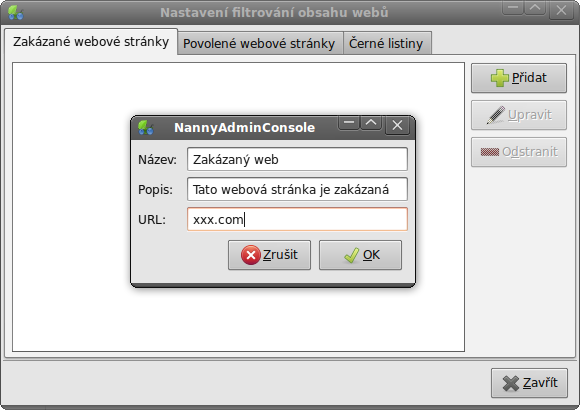 Nastavení filtrování obsahu webů
Zakázané webové stránky
Povolené webové stránky
Černé listiny
Přidat
Upravit
Odstranit
NannyAdminConsole
Název: Zakázaný web
Popis: Tato webová stránka je zakázaná
URL: xxx.com
Zrušit
OK
Zavřít